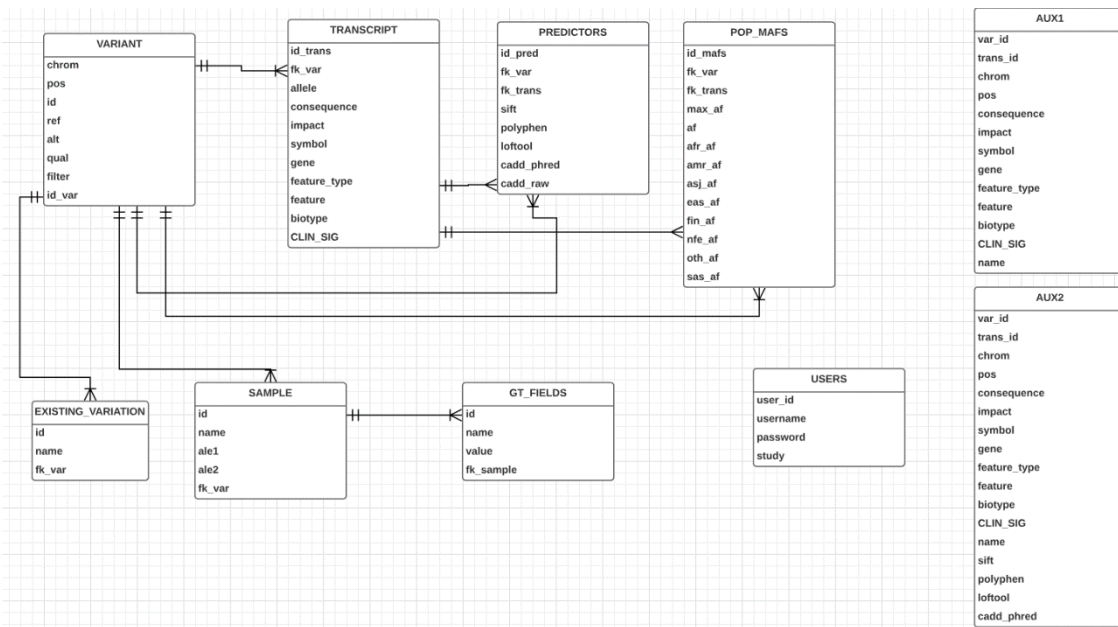 VARIANT
chrom
pos
id
ref
alt
qual
filter
id_var
TRANSCRIPT
id_trans
fk_var
allele
consequence
impact
symbol
gene
feature_type
feature
biotype
CLIN_SIG
PREDICTORS
id_pred
fk_var
fk_trans
sift
polyphen
loftool
cadd_phred
cadd_raw
POP_MAFS
id_mafs
fk_var
fk_trans
max_af
af
afr_af
amr_af
asj_af
eas_af
fin_af
nfe_af
oth_af
sas_af
AUX1
var_id
trans_id
chrom
pos
consequence
impact
symbol
gene
feature_type
feature
biotype
CLIN_SIG
name
EXISTING_VARIATION
id
name
fk_var
SAMPLE
id
name
ale1
ale2
fk_var
GT_FIELDS
id
name
value
fk_sample
USERS
user_id
username
password
study
AUX2
var_id
trans_id
chrom
pos
consequence
impact
symbol
gene
feature_type
feature
biotype
CLIN_SIG
name
sift
polyphen
loftool
cadd_phred